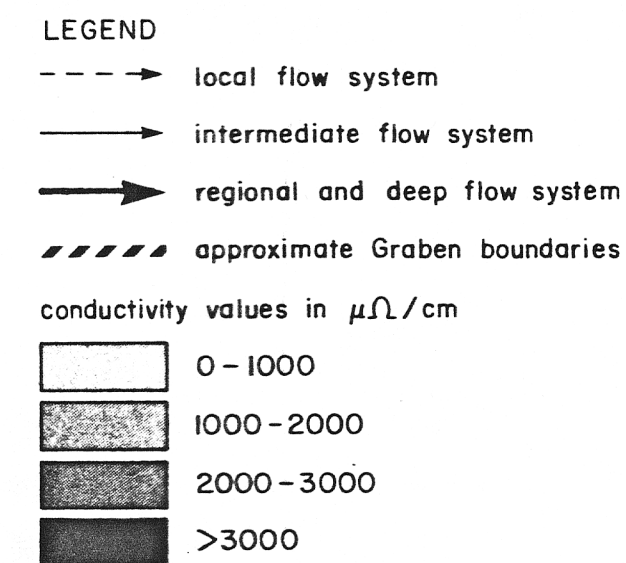 LEGEND
local flow system
intermediate flow system
regional and deep flow system
approximate Graben boundaries
conductivity values in μΩ/cm
0-1000
1000-2000
2000-3000
>3000